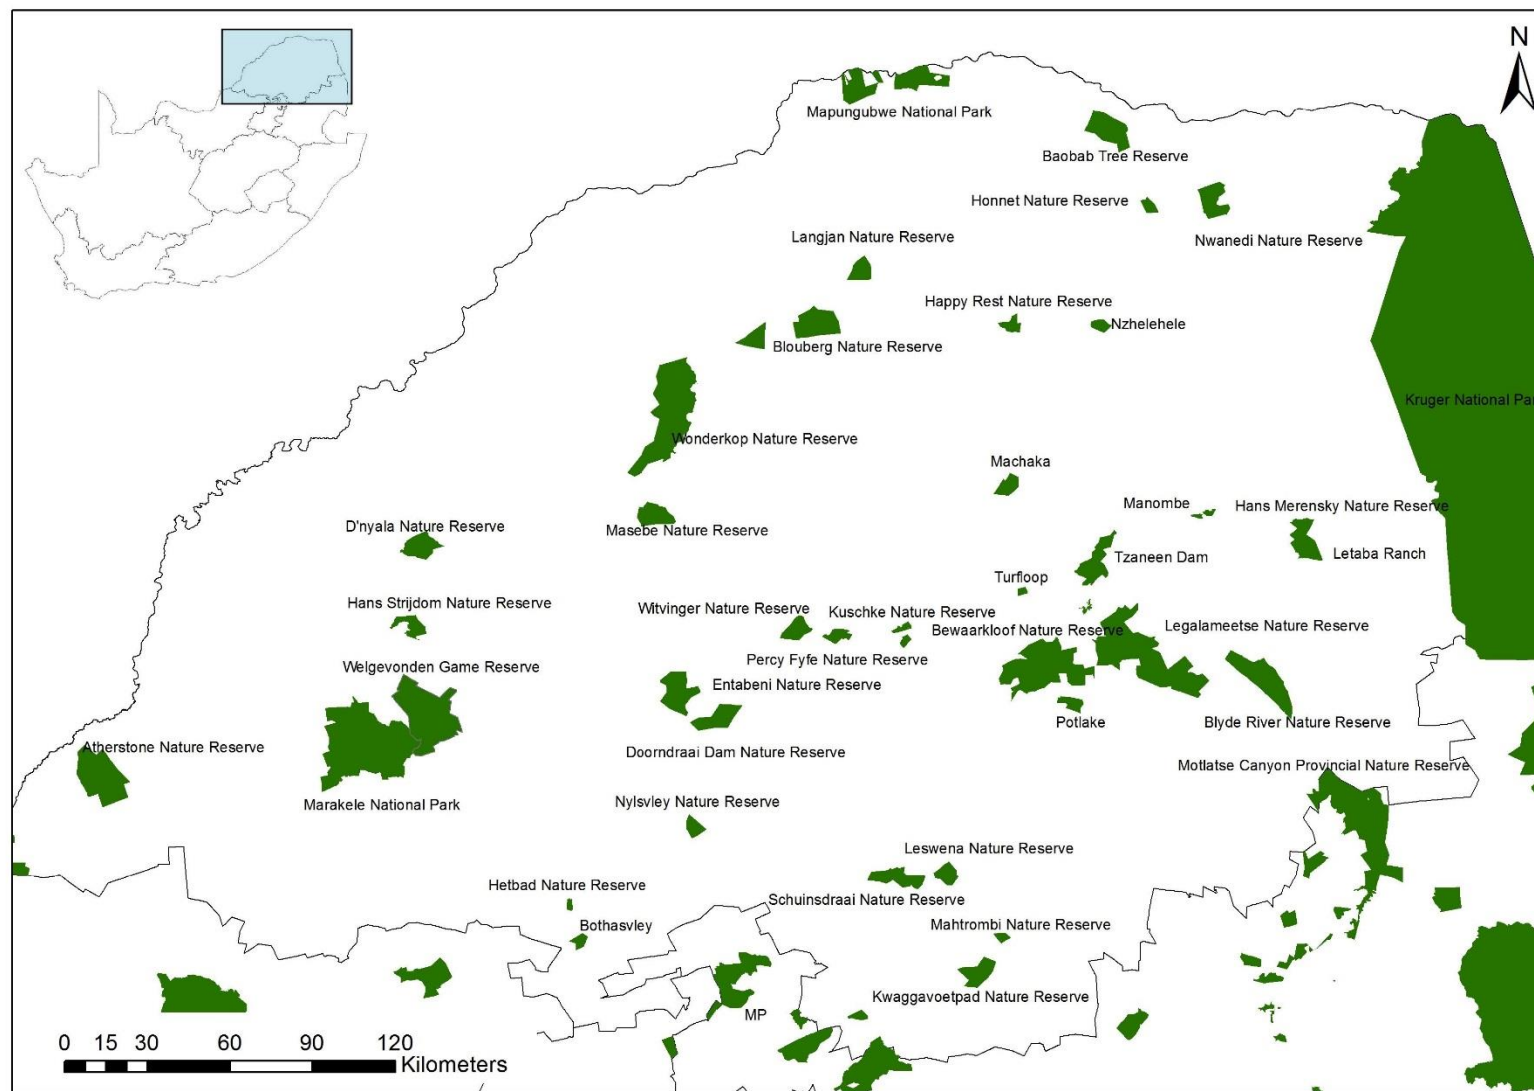 N
Mapungubwe National Park
Baobab Tree Reserve
Honnet Nature Reserve
Nwanedi Nature Reserve
Langjan Nature Reserve
Happy Rest Nature Reserve
Nzhelehele
Blouberg Nature Reserve
Kruger National Par
Wonderkop Nature Reserve
Machaka
Manombe
Hans Merensky Nature Reserve
D'nyala Nature Reserve
Masebe Nature Reserve
Letaba Ranch
Tzaneen Dam
Turfloop
Hans Strijdom Nature Reserve
Witvinger Nature Reserve
Kuschke Nature Reserve
Bewaarkloof Nature Reserve
Legalameetse Nature Reserve
Percy Fyfe Nature Reserve
Welgevonden Game Reserve
Entabeni Nature Reserve
Potlake
Blyde River Nature Reserve
Atherstone Nature Reserve
Doorndraai Dam Nature Reserve
Motlatse Canyon Provincial Nature Reserve
Marakele National Park
Nylsvley Nature Reserve
Leswena Nature Reserve
Hetbad Nature Reserve
Schuinsdraai Nature Reserve
Bothasvley
Mahtrombi Nature Reserve
Kwaggavoetpad Nature Reserve
MP
0 15 30 60 90 120
Kilometers